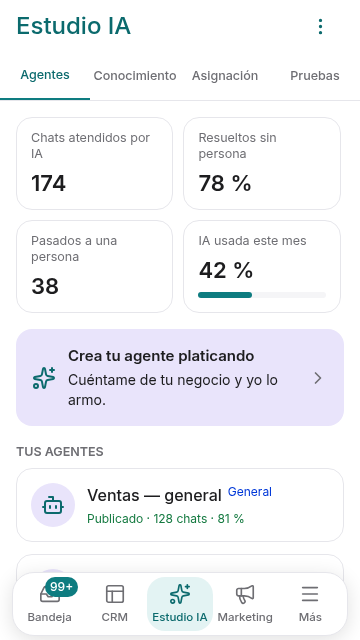 Estudio IA
Agentes
Conocimiento
Asignación
Pruebas
Chats atendidos por
IA
174
Resueltos sin
persona
78 %
Pasados a una
persona
38
IA usada este mes
42 %
Crea tu agente platicando
Cuéntame de tu negocio y yo lo
armo.
TUS AGENTES
Ventas — general General
Publicado · 128 chats · 81 %
99+
Bandeja
CRM
Estudio IA
Marketing
Más